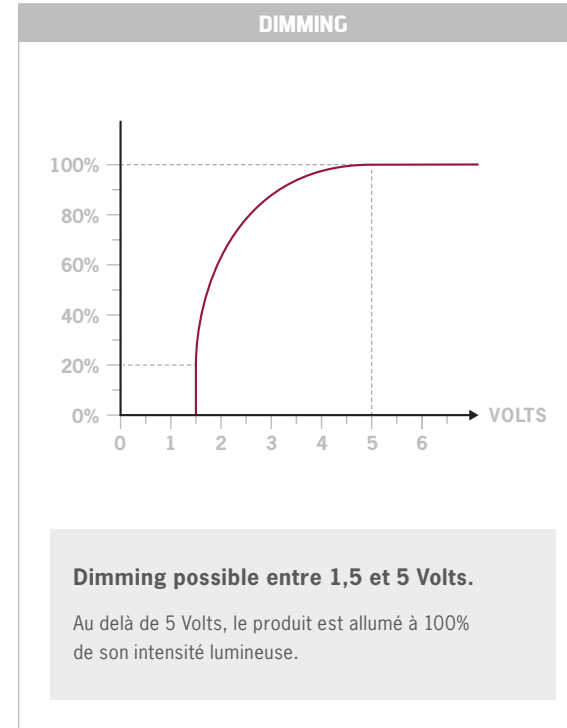 DIMMING
100%
80%
60%
40%
20%
0%
VOLTS
0 1 2 3 4 5 6
Dimming possible entre 1,5 et 5 Volts.
Au delà de 5 Volts, le produit est allumé à 100%
de son intensité lumineuse.